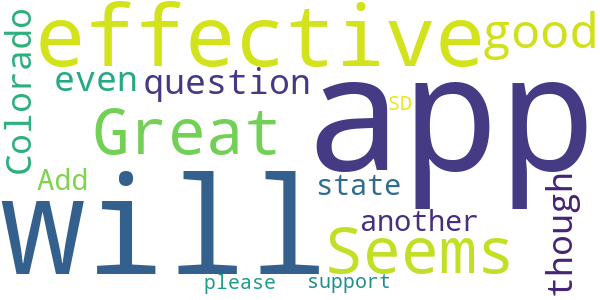 effective
good
Colorado
even
question
app
SD
Great
Add
will
state
though
another
Seems
please
support